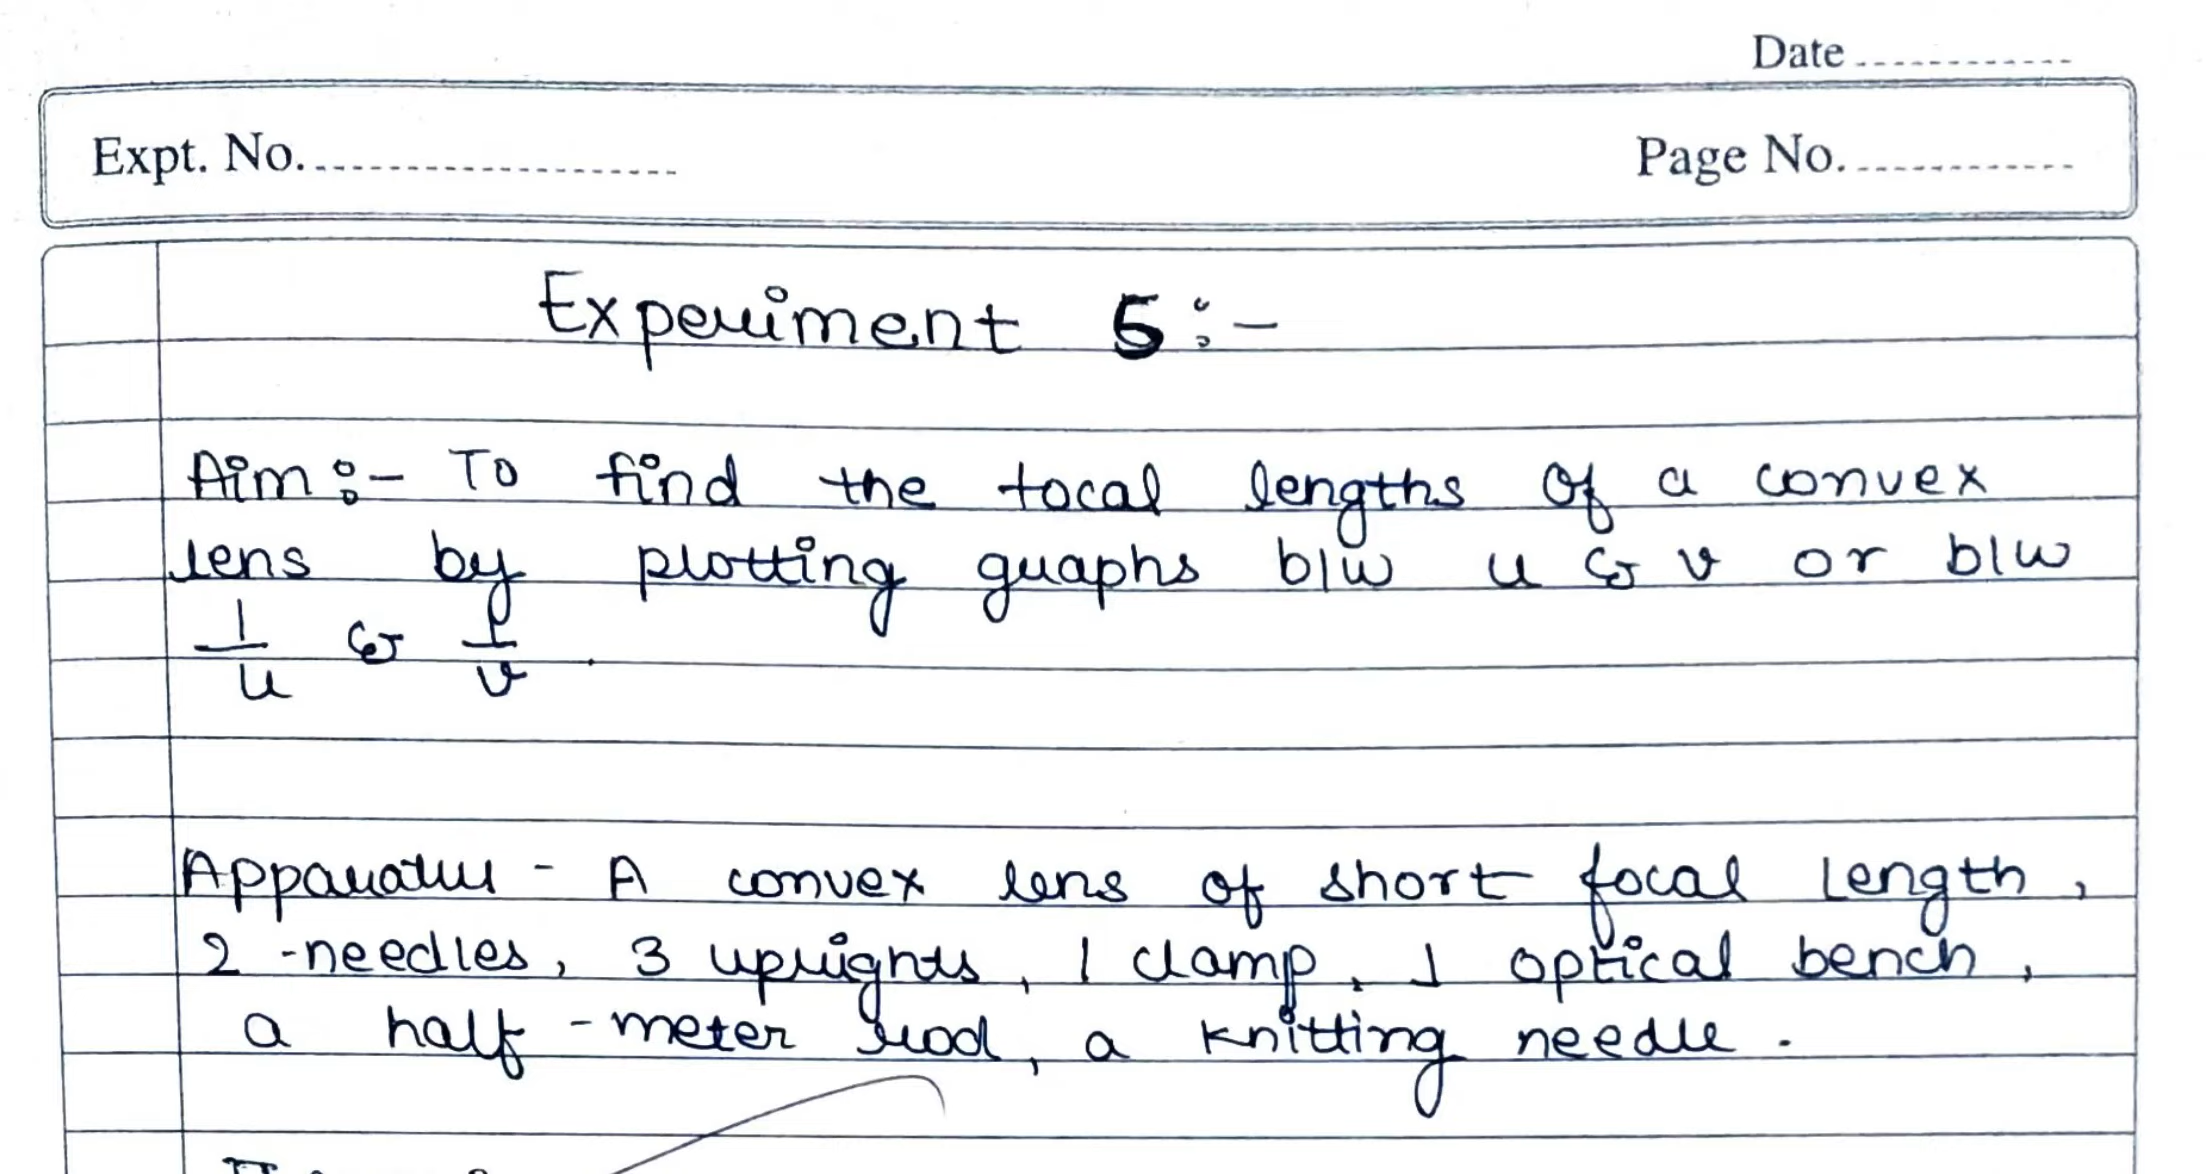 Date ............
Expt. No. ....................
Page No. ............
Experiment 5 :-
Aim :- To find the focal lengths of a convex
lens by plotting graphs b/w u & v or b/w
1/u & 1/v .
Apparatus - A convex lens of short focal length ,
2 -needles, 3 uprights, 1 clamp, 1 optical bench ,
a half - meter rod, a knitting needle .